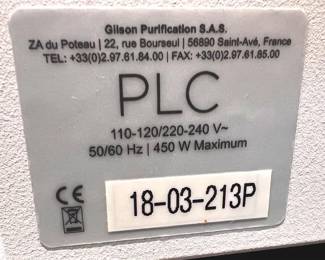 Gilson Purification S.A.S.
ZA du Poteau | 22, rue Bourseul | 56890 Saint-Avé, France
TEL: +33(0)2.97.61.84.00 | FAX: +33(0)2.97.61.85.00
PLC
110-120/220-240 V~
50/60 Hz | 450 W Maximum
CE
18-03-213P